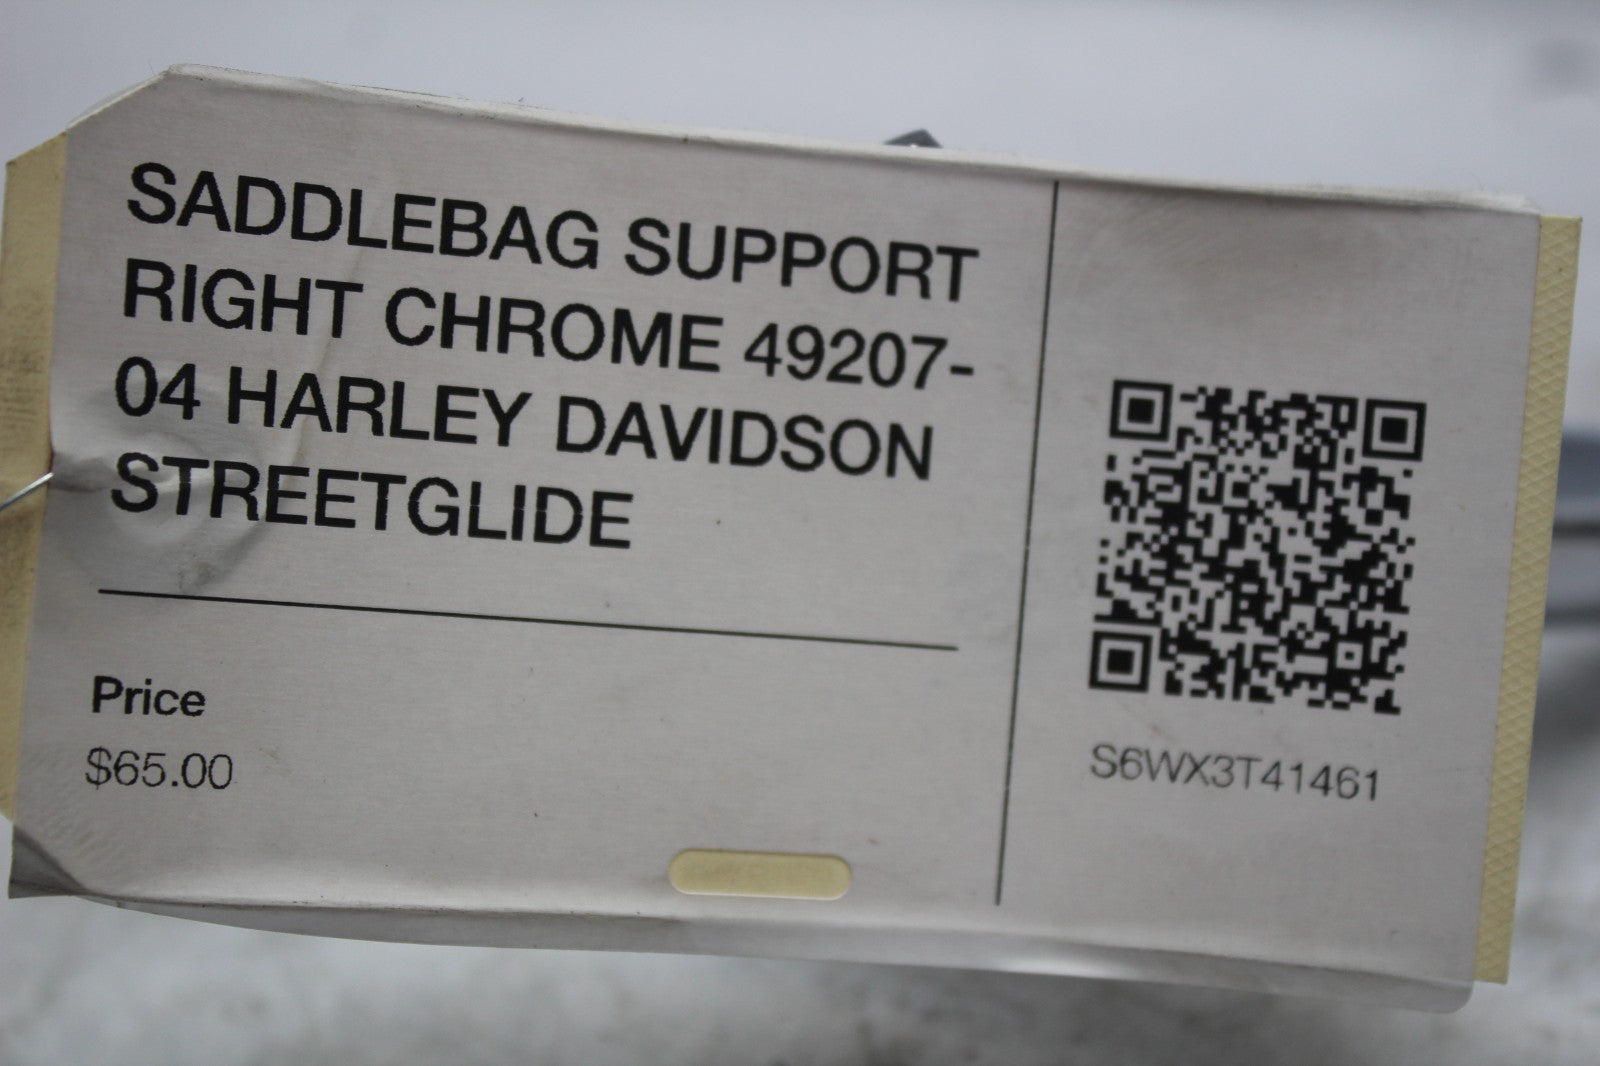 SADDLEBAG SUPPORT
RIGHT CHROME 49207-
04 HARLEY DAVIDSON
STREETGLIDE
Price
$65.00
S6WX3T41461